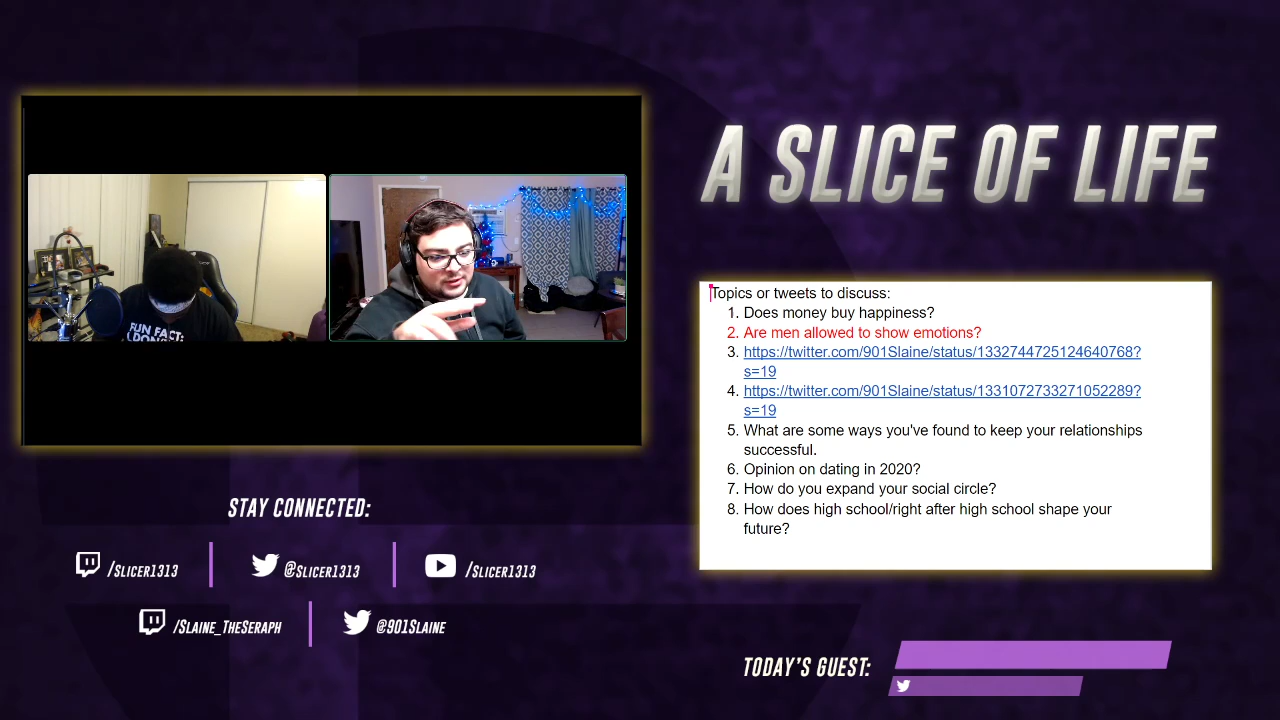 A SLICE OF LIFE
FUN FACT:
Topics or tweets to discuss:
1. Does money buy happiness?
2. Are men allowed to show emotions?
3. https://twitter.com/901Slaine/status/1332744725124640768?
s=19
4. https://twitter.com/901Slaine/status/1331072733271052289?
s=19
5. What are some ways you've found to keep your relationships
successful.
6. Opinion on dating in 2020?
7. How do you expand your social circle?
8. How does high school/right after high school shape your
future?
STAY CONNECTED:
/SLICER1313 @SLICER1313 /SLICER1313
/SLAINE_THESERAPH @901SLAINE
TODAY'S GUEST: